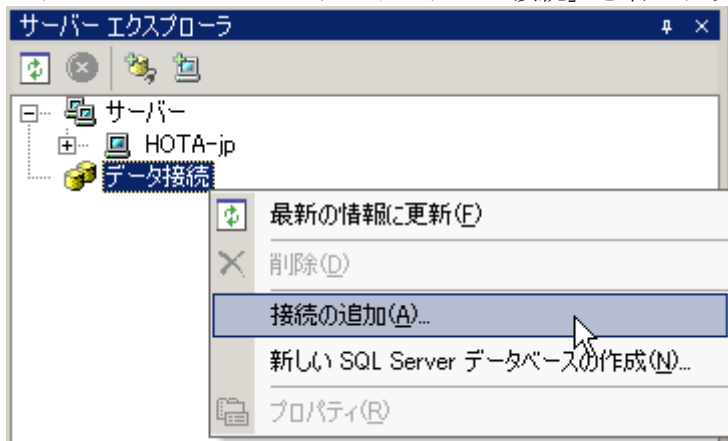 サーバー エクスプローラ
サーバー
HOTA-jp
データ接続
最新の情報に更新(F)
削除(D)
接続の追加(A)...
新しい SQL Server データベースの作成(N)...
プロパティ(R)